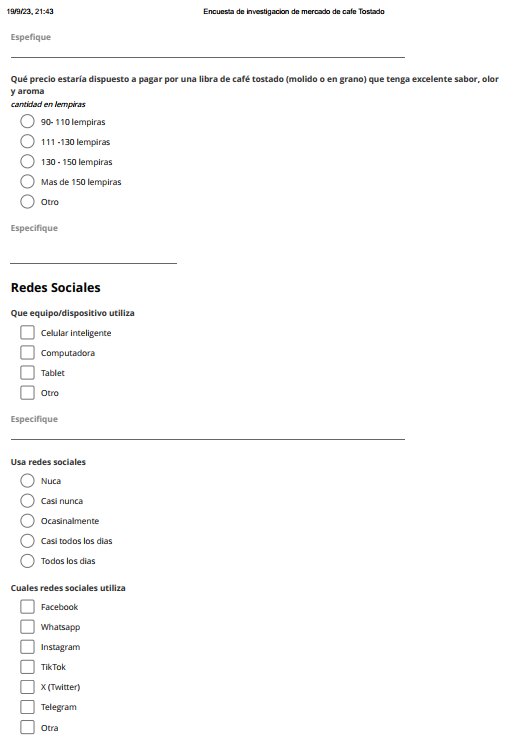 19/9/23, 21:43 Encuesta de investigacion de mercado de cafe Tostado
Espefique
Qué precio estaría dispuesto a pagar por una libra de café tostado (molido o en grano) que tenga excelente sabor, olor
y aroma
cantidad en lempiras
90- 110 lempiras
111 -130 lempiras
130 - 150 lempiras
Mas de 150 lempiras
Otro
Especifique
Redes Sociales
Que equipo/dispositivo utiliza
Celular inteligente
Computadora
Tablet
Otro
Especifique
Usa redes sociales
Nuca
Casi nunca
Ocasinalmente
Casi todos los dias
Todos los dias
Cuales redes sociales utiliza
Facebook
Whatsapp
Instagram
TikTok
X (Twitter)
Telegram
Otra